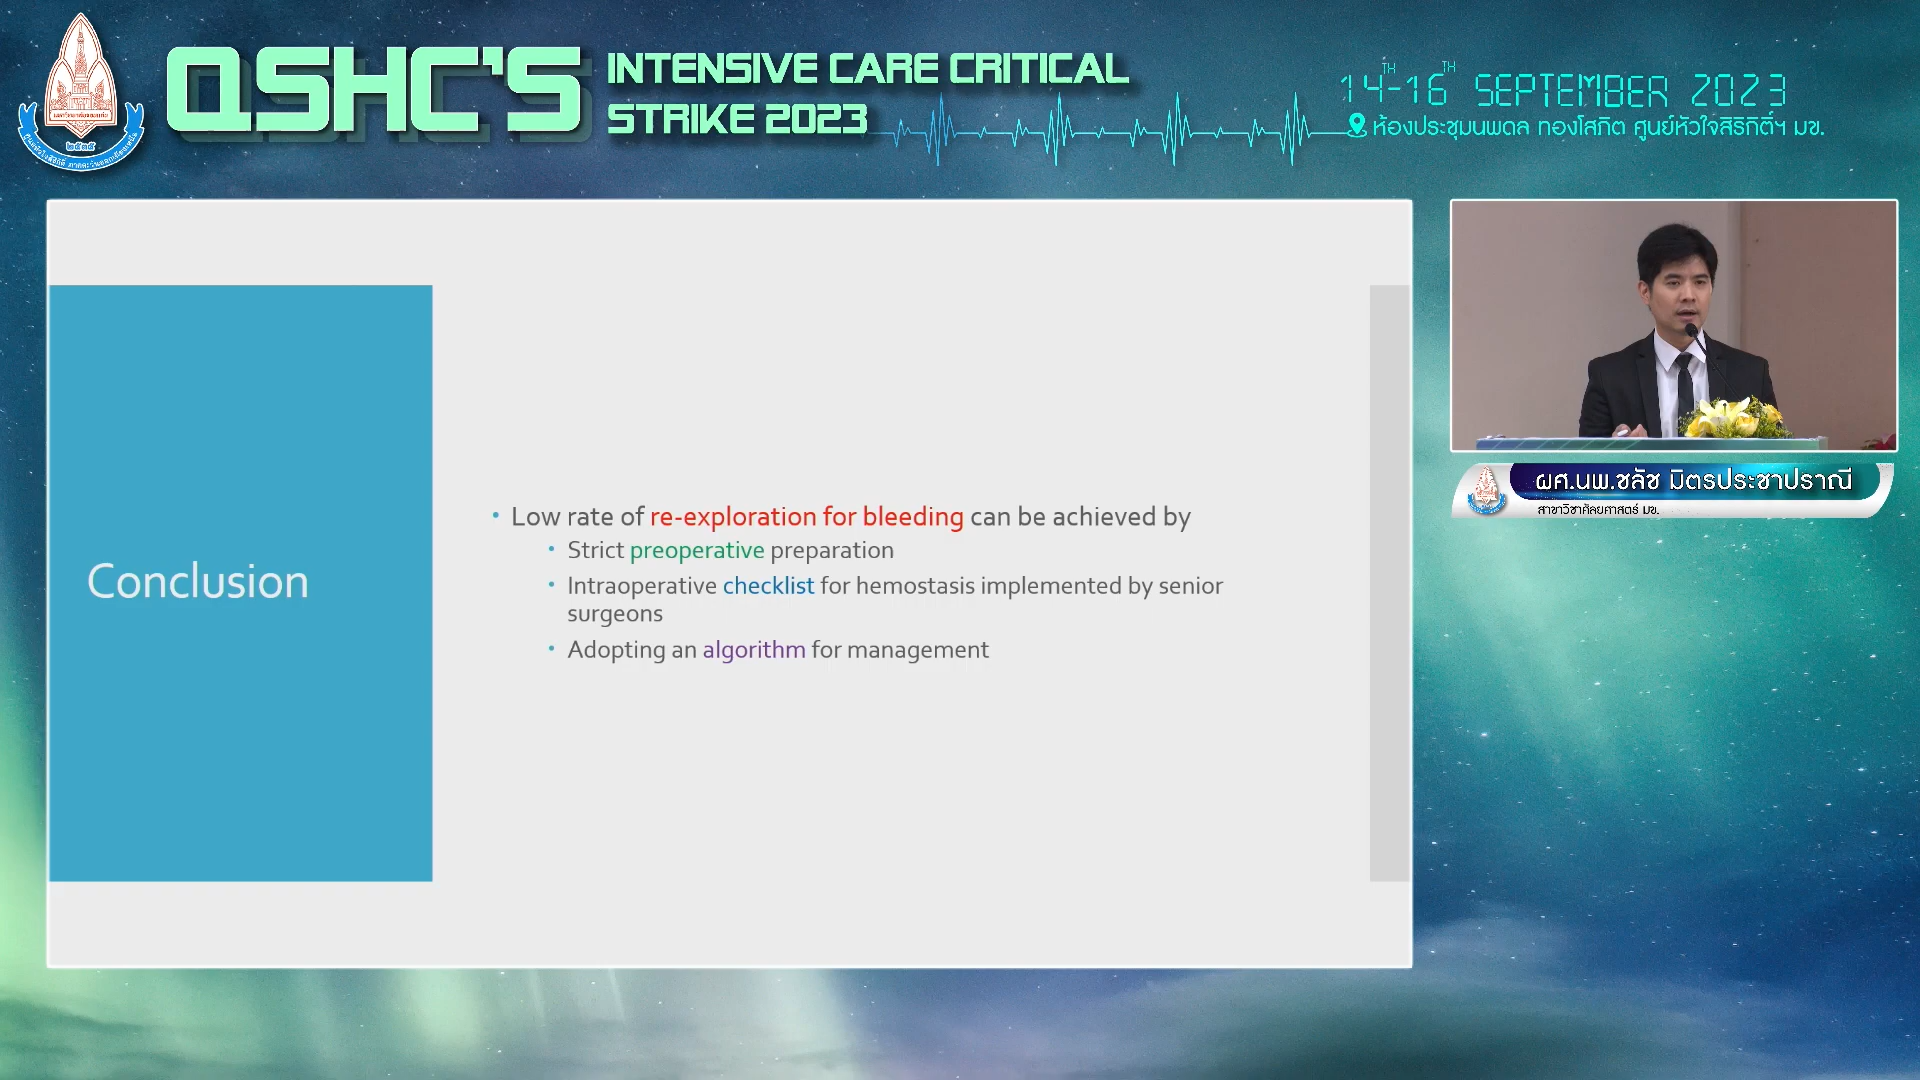 QSHC'S
INTENSIVE CARE CRITICAL
STRIKE 2023
14TH-16TH SEPTEMBER 2023
ห้องประชุมนพดล ทองโสภิต ศูนย์หัวใจสิริกิติ์ฯ มข.
๒๕๓๕
Conclusion
• Low rate of re-exploration for bleeding can be achieved by
• Strict preoperative preparation
• Intraoperative checklist for hemostasis implemented by senior
surgeons
• Adopting an algorithm for management
ผศ.นพ.ชลัช มิตรประชาปราณี
สาขาวิชาศัลยศาสตร์ มข.